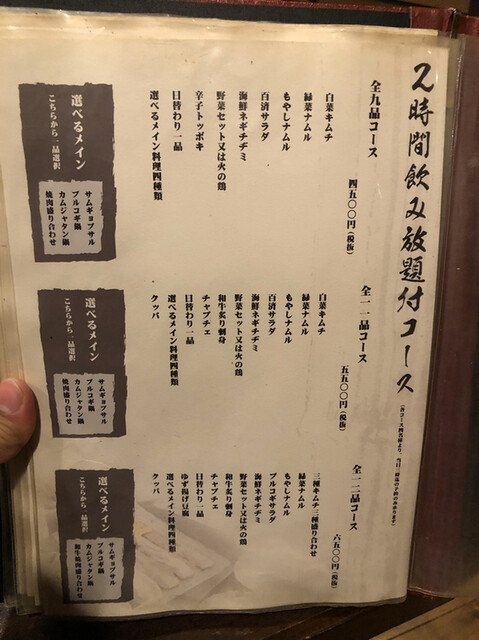 2時間飲み放題付コース
全九品コース
四五〇〇円(税抜)
白菜キムチ
緑菜ナムル
もやしナムル
百済サラダ
海鮮ネギチヂミ
野菜セット又は火の鶏
辛子トッポキ
日替わり一品
選べるメイン料理四種類
選べるメイン
こちらから一品選択
サムギョプサル
プルコギ鍋
カムジャタン鍋
焼肉盛り合わせ
全一一品コース
五五〇〇円(税抜)
白菜キムチ
緑菜ナムル
もやしナムル
百済サラダ
海鮮ネギチヂミ
野菜セット又は火の鶏
和牛炙り刺身
チャプチェ
日替わり一品
選べるメイン料理四種類
クッパ
選べるメイン
こちらから一品選択
サムギョプサル
プルコギ鍋
カムジャタン鍋
焼肉盛り合わせ
全一二品コース
六五〇〇円(税抜)
三種キムチ三種盛り合わせ
緑菜ナムル
もやしナムル
プルコギサラダ
海鮮ネギチヂミ
野菜セット又は火の鶏
和牛炙り刺身
チャプチェ
日替わり一品
ゆず揚げ豆腐
選べるメイン料理四種類
クッパ
選べるメイン
こちらから一品選択
サムギョプサル
プルコギ鍋
カムジャタン鍋
和牛焼肉盛り合わせ